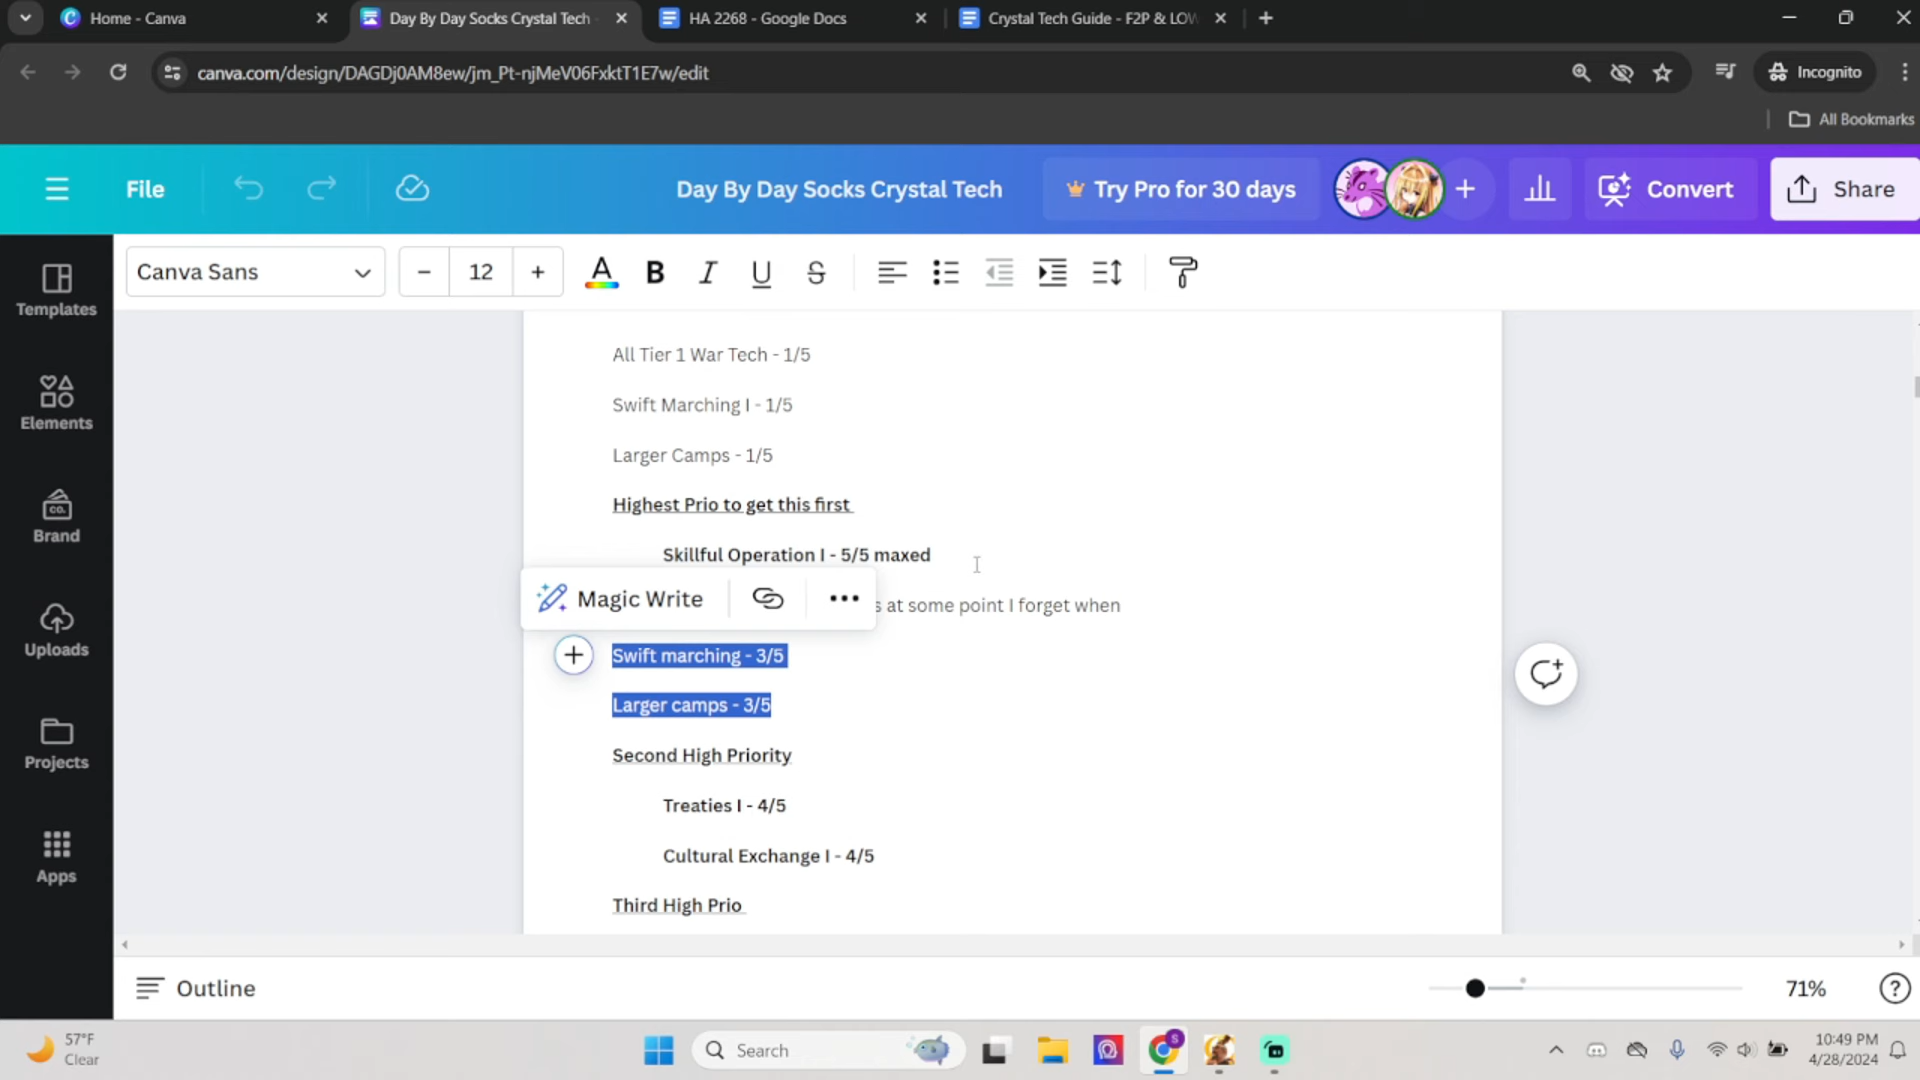 Home - Canva
Day By Day Socks Crystal Tech
HA 2268 - Google Docs
Crystal Tech Guide - F2P & LOW
canva.com/design/DAGDj0AM8ew/jm_Pt-njMeV06FxktT1E7w/edit
Incognito
All Bookmarks
File
Day By Day Socks Crystal Tech
Try Pro for 30 days
Convert
Share
Canva Sans
12
B I U S
Templates
Elements
Brand
Uploads
Projects
Apps
All Tier 1 War Tech - 1/5
Swift Marching I - 1/5
Larger Camps - 1/5
Highest Prio to get this first
Skillful Operation I - 5/5 maxed
Magic Write
s at some point I forget when
Swift marching - 3/5
Larger camps - 3/5
Second High Priority
Treaties I - 4/5
Cultural Exchange I - 4/5
Third High Prio
Outline
71%
57°F
Clear
Search
10:49 PM
4/28/2024